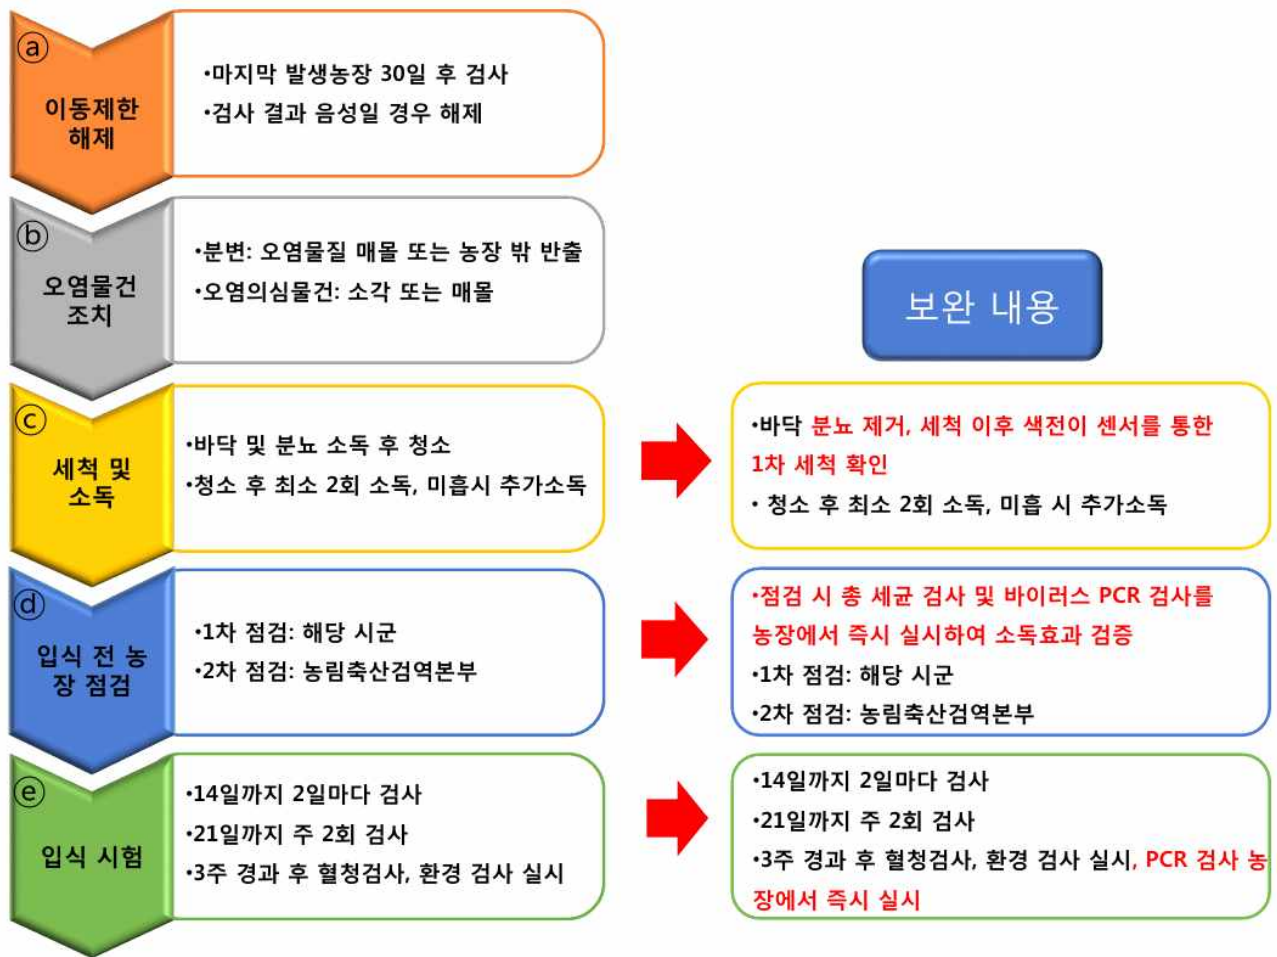 ⓐ
이동제한
해제
•마지막 발생농장 30일 후 검사
•검사 결과 음성일 경우 해제
ⓑ
오염물건
조치
•분변: 오염물질 매몰 또는 농장 밖 반출
•오염의심물건: 소각 또는 매몰
보완 내용
ⓒ
세척 및
소독
•바닥 및 분뇨 소독 후 청소
•청소 후 최소 2회 소독, 미흡시 추가소독
•바닥 분뇨 제거, 세척 이후 색전이 센서를 통한
1차 세척 확인
• 청소 후 최소 2회 소독, 미흡 시 추가소독
ⓓ
입식 전 농
장 점검
•1차 점검: 해당 시군
•2차 점검: 농림축산검역본부
•점검 시 총 세균 검사 및 바이러스 PCR 검사를
농장에서 즉시 실시하여 소독효과 검증
•1차 점검: 해당 시군
•2차 점검: 농림축산검역본부
ⓔ
입식 시험
•14일까지 2일마다 검사
•21일까지 주 2회 검사
•3주 경과 후 혈청검사, 환경 검사 실시
•14일까지 2일마다 검사
•21일까지 주 2회 검사
•3주 경과 후 혈청검사, 환경 검사 실시, PCR 검사 농
장에서 즉시 실시